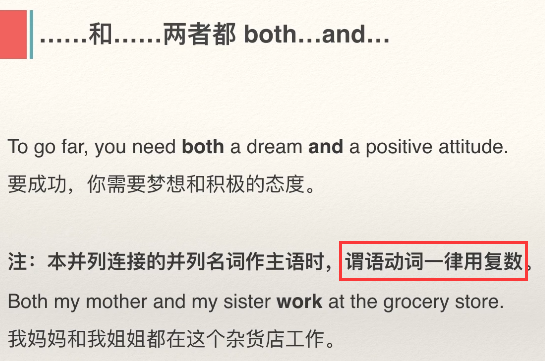 ……和……两者都 both…and…
To go far, you need both a dream and a positive attitude.
要成功，你需要梦想和积极的态度。
注：本并列连接的并列名词作主语时，谓语动词一律用复数。
Both my mother and my sister work at the grocery store.
我妈妈和我姐姐都在这个杂货店工作。